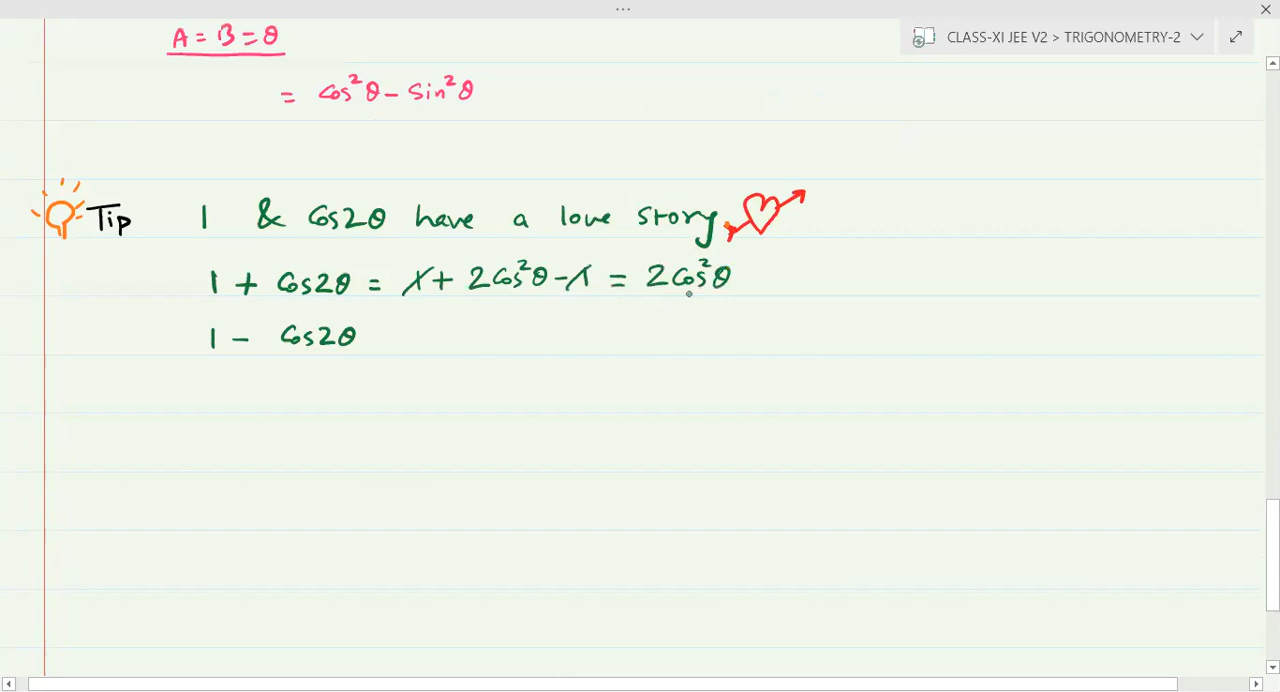 A = B = θ
CLASS-XI JEE V2 > TRIGONOMETRY-2
= Cos²θ - Sin²θ
Tip 1 & Cos2θ have a love story
1 + Cos2θ = 1 + 2Cos²θ - 1 = 2Cos²θ
1 - Cos2θ